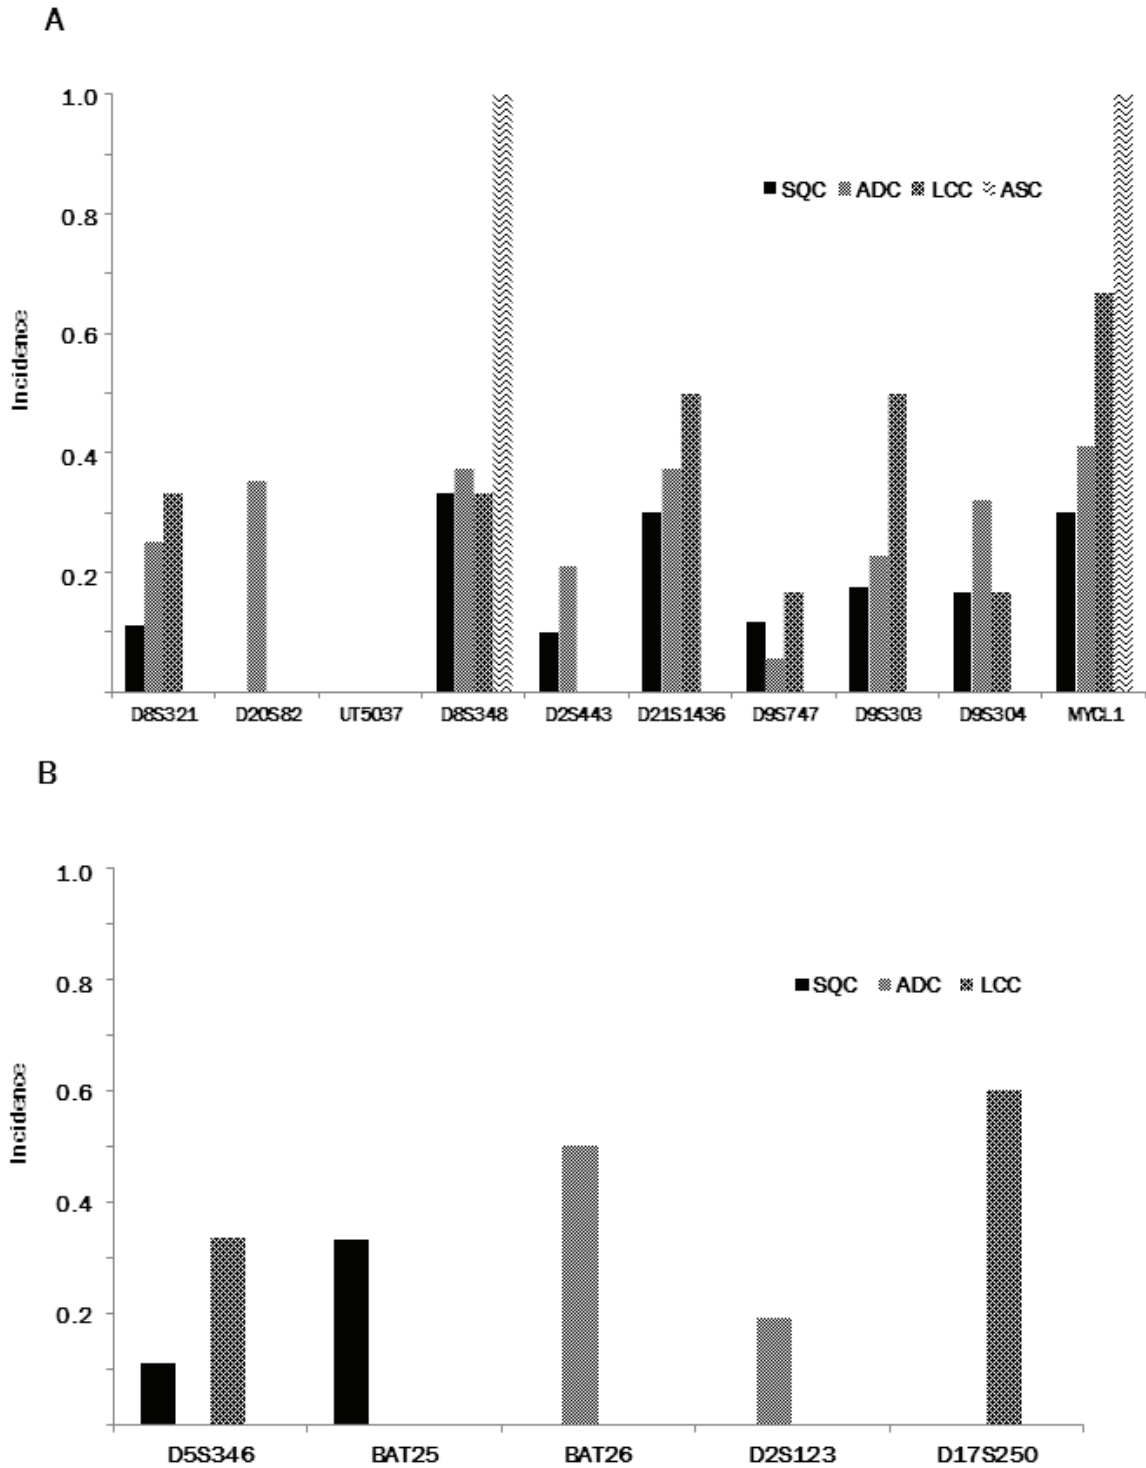 A
1.0
SQC ADC LCC ASC
0.8
0.6
Incidence
0.4
0.2
D8S321 D20S82 UT5037 D8S348 D2S443 D21S1436 D9S747 D9S303 D9S304 MYCL1
B
1.0
0.8
SQC ADC LCC
0.6
Incidence
0.4
0.2
D5S346 BAT25 BAT26 D2S123 D17S250